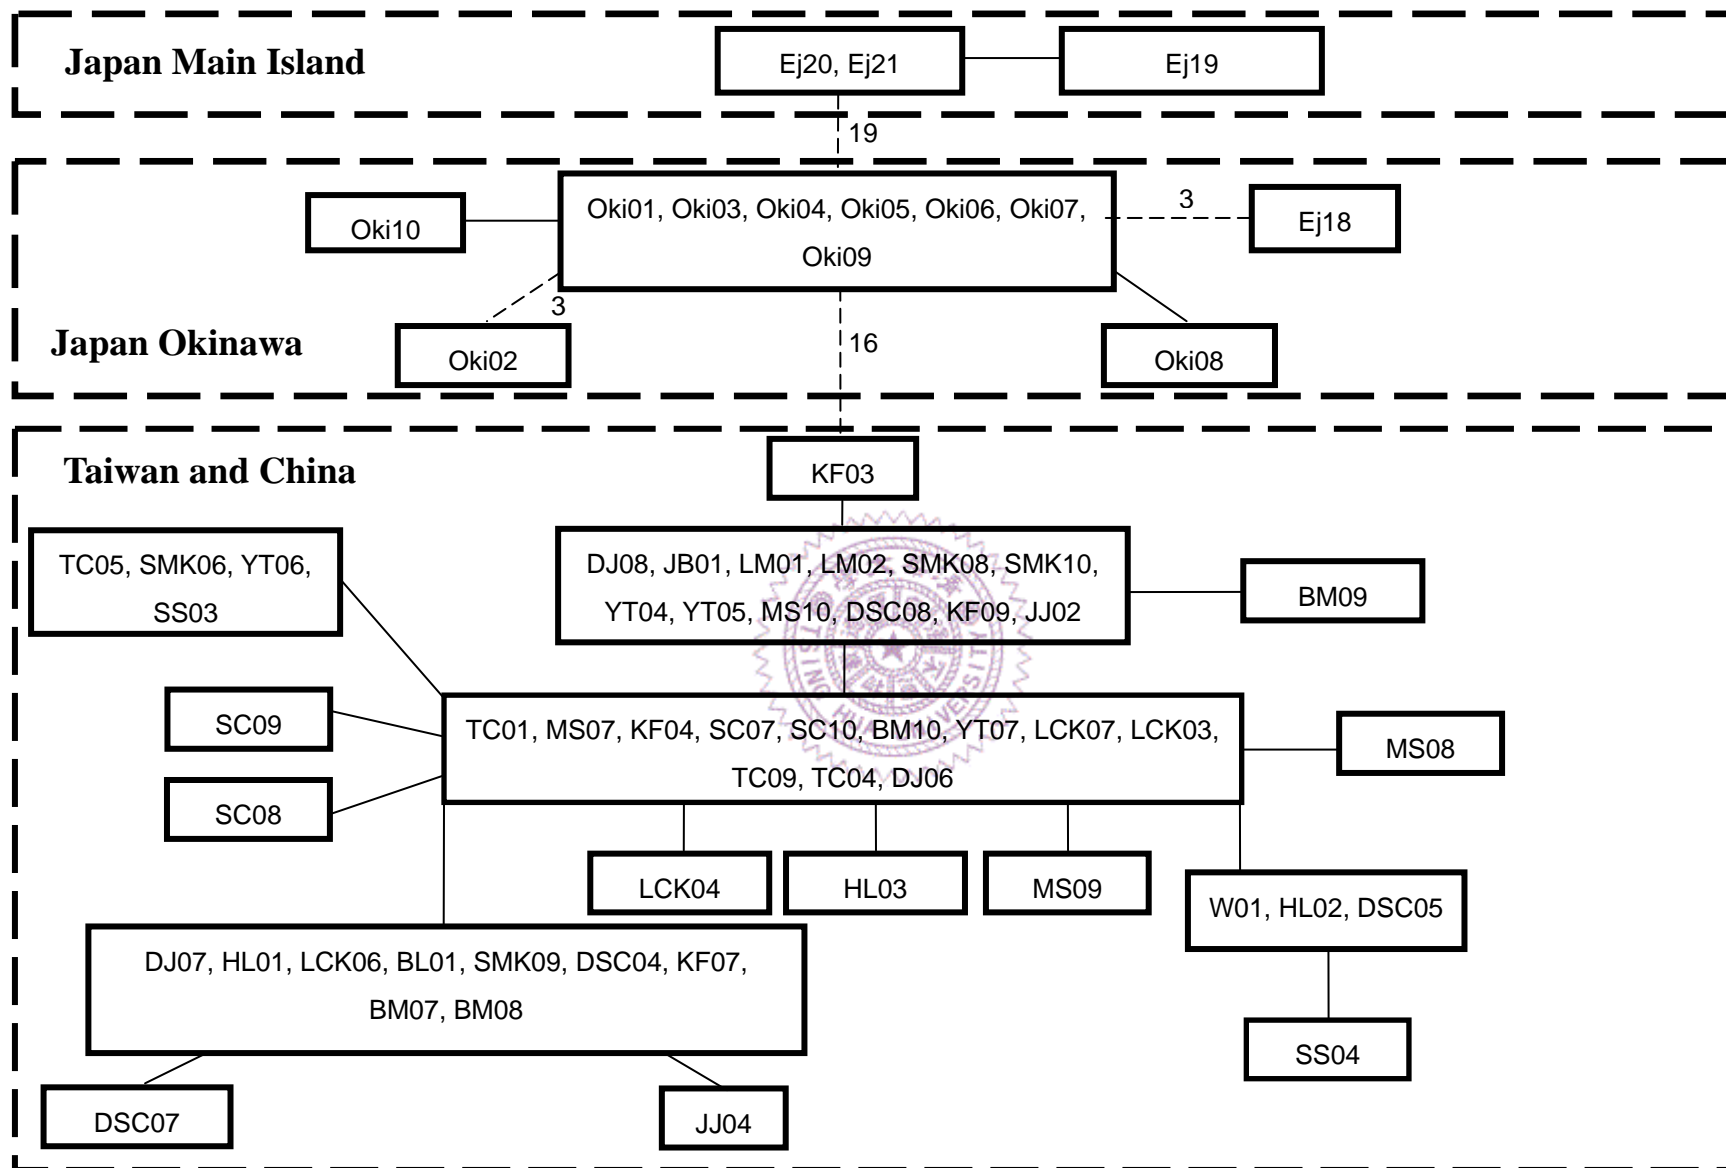 Japan Main Island
Ej20, Ej21
Ej19
19
Oki10
Oki01, Oki03, Oki04, Oki05, Oki06, Oki07,
Oki09
3
Ej18
3
Japan Okinawa
Oki02
16
Oki08
Taiwan and China
KF03
TC05, SMK06, YT06,
SS03
DJ08, JB01, LM01, LM02, SMK08, SMK10,
YT04, YT05, MS10, DSC08, KF09, JJ02
BM09
SC09
TC01, MS07, KF04, SC07, SC10, BM10, YT07, LCK07, LCK03,
TC09, TC04, DJ06
MS08
SC08
LCK04
HL03
MS09
W01, HL02, DSC05
DJ07, HL01, LCK06, BL01, SMK09, DSC04, KF07,
BM07, BM08
SS04
DSC07
JJ04
TSING HUA UNIVERSITY